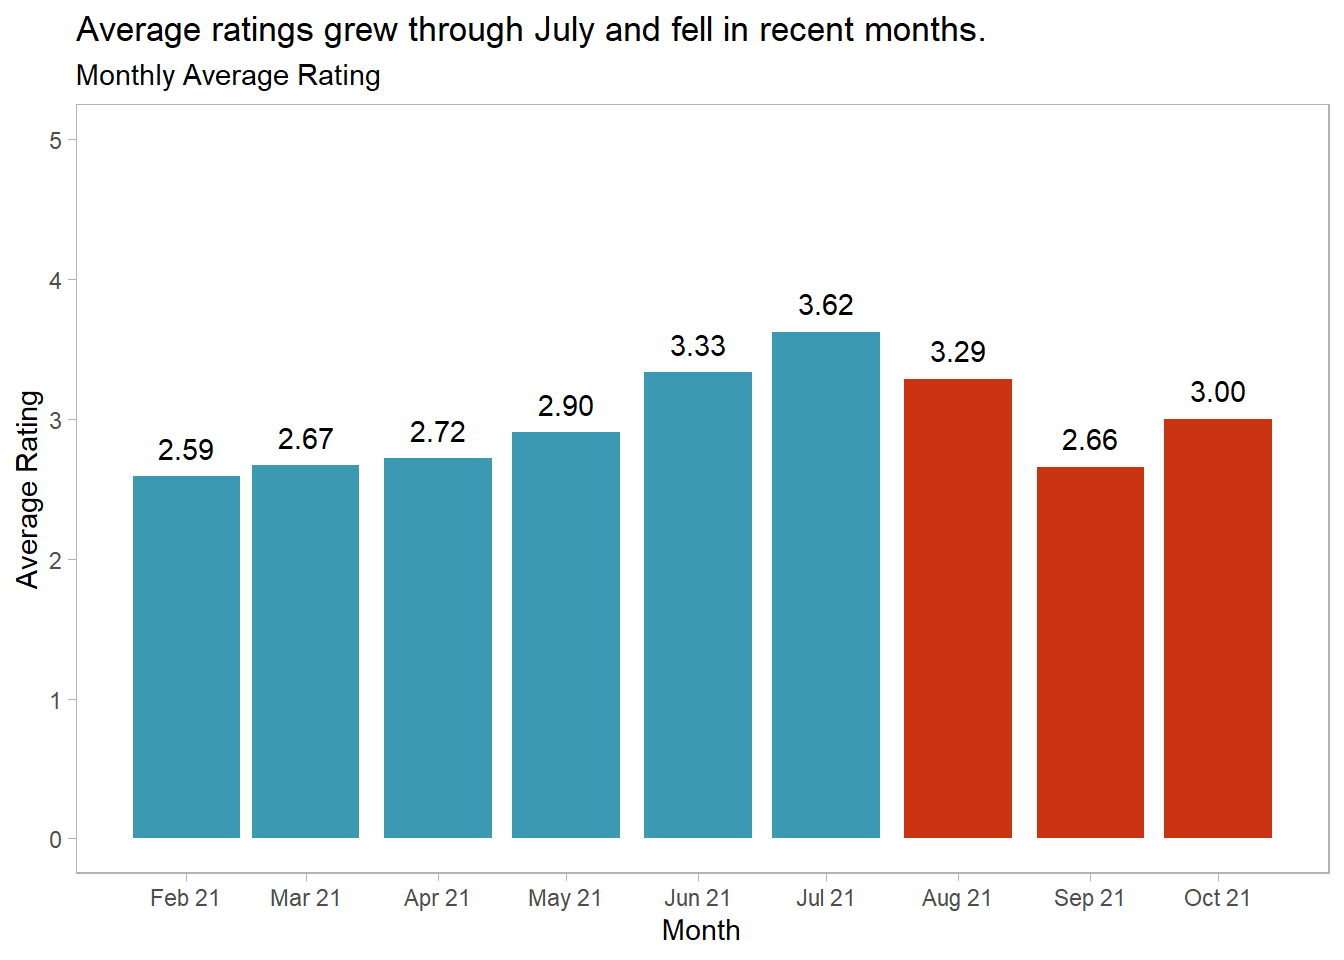 Average ratings grew through July and fell in recent months.
Monthly Average Rating
5
4
3
2
1
0
Average Rating
2.59
2.67
2.72
2.90
3.33
3.62
3.29
2.66
3.00
Feb 21
Mar 21
Apr 21
May 21
Jun 21
Jul 21
Aug 21
Sep 21
Oct 21
Month